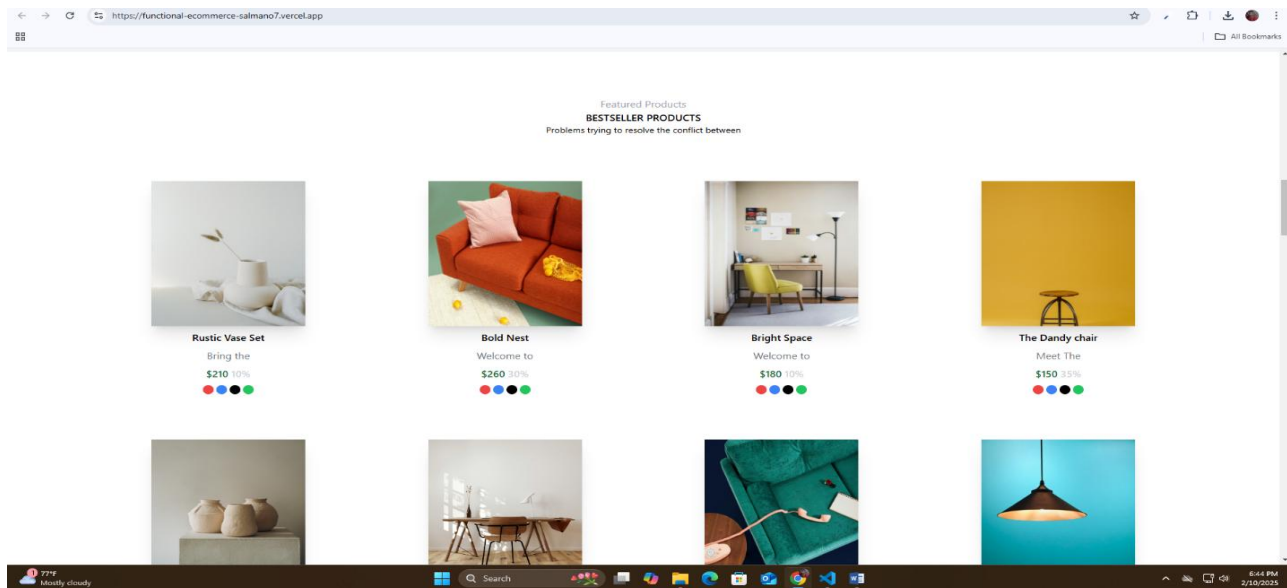 https://functional-ecommerce-salmano7.vercel.app
All Bookmarks
Featured Products
BESTSELLER PRODUCTS
Problems trying to resolve the conflict between
Rustic Vase Set
Bring the
$210 10%
Bold Nest
Welcome to
$260 30%
Bright Space
Welcome to
$180 10%
The Dandy chair
Meet The
$150 35%
1
77°F
Mostly cloudy
Search
6:44 PM
2/10/2025